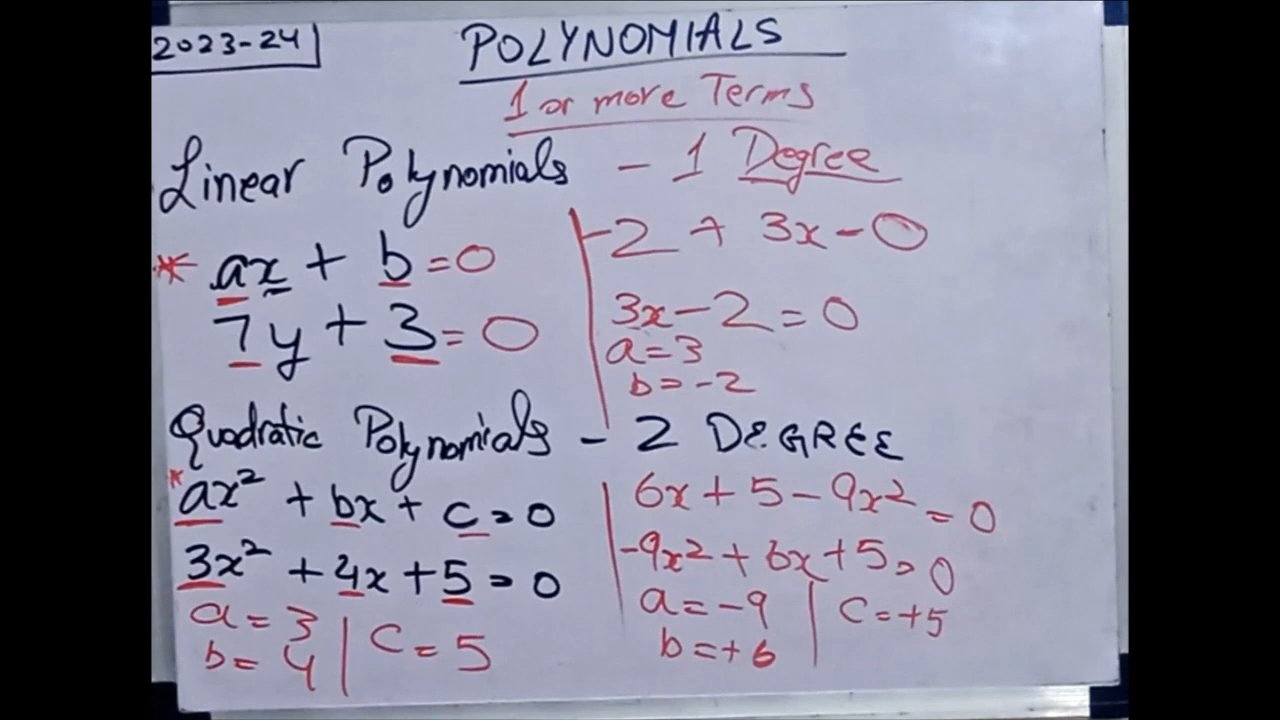 2023-24
POLYNOMIALS
1 or more Terms
Linear Polynomials - 1 Degree
* ax + b = 0
7y + 3 = 0
-2 + 3x - 0
3x - 2 = 0
a = 3
b = -2
Quadratic Polynomials - 2 DEGREE
* ax² + bx + c = 0
3x² + 4x + 5 = 0
a = 3
b = 4
c = 5
6x + 5 - 9x² = 0
-9x² + 6x + 5 = 0
a = -9
b = +6
c = +5